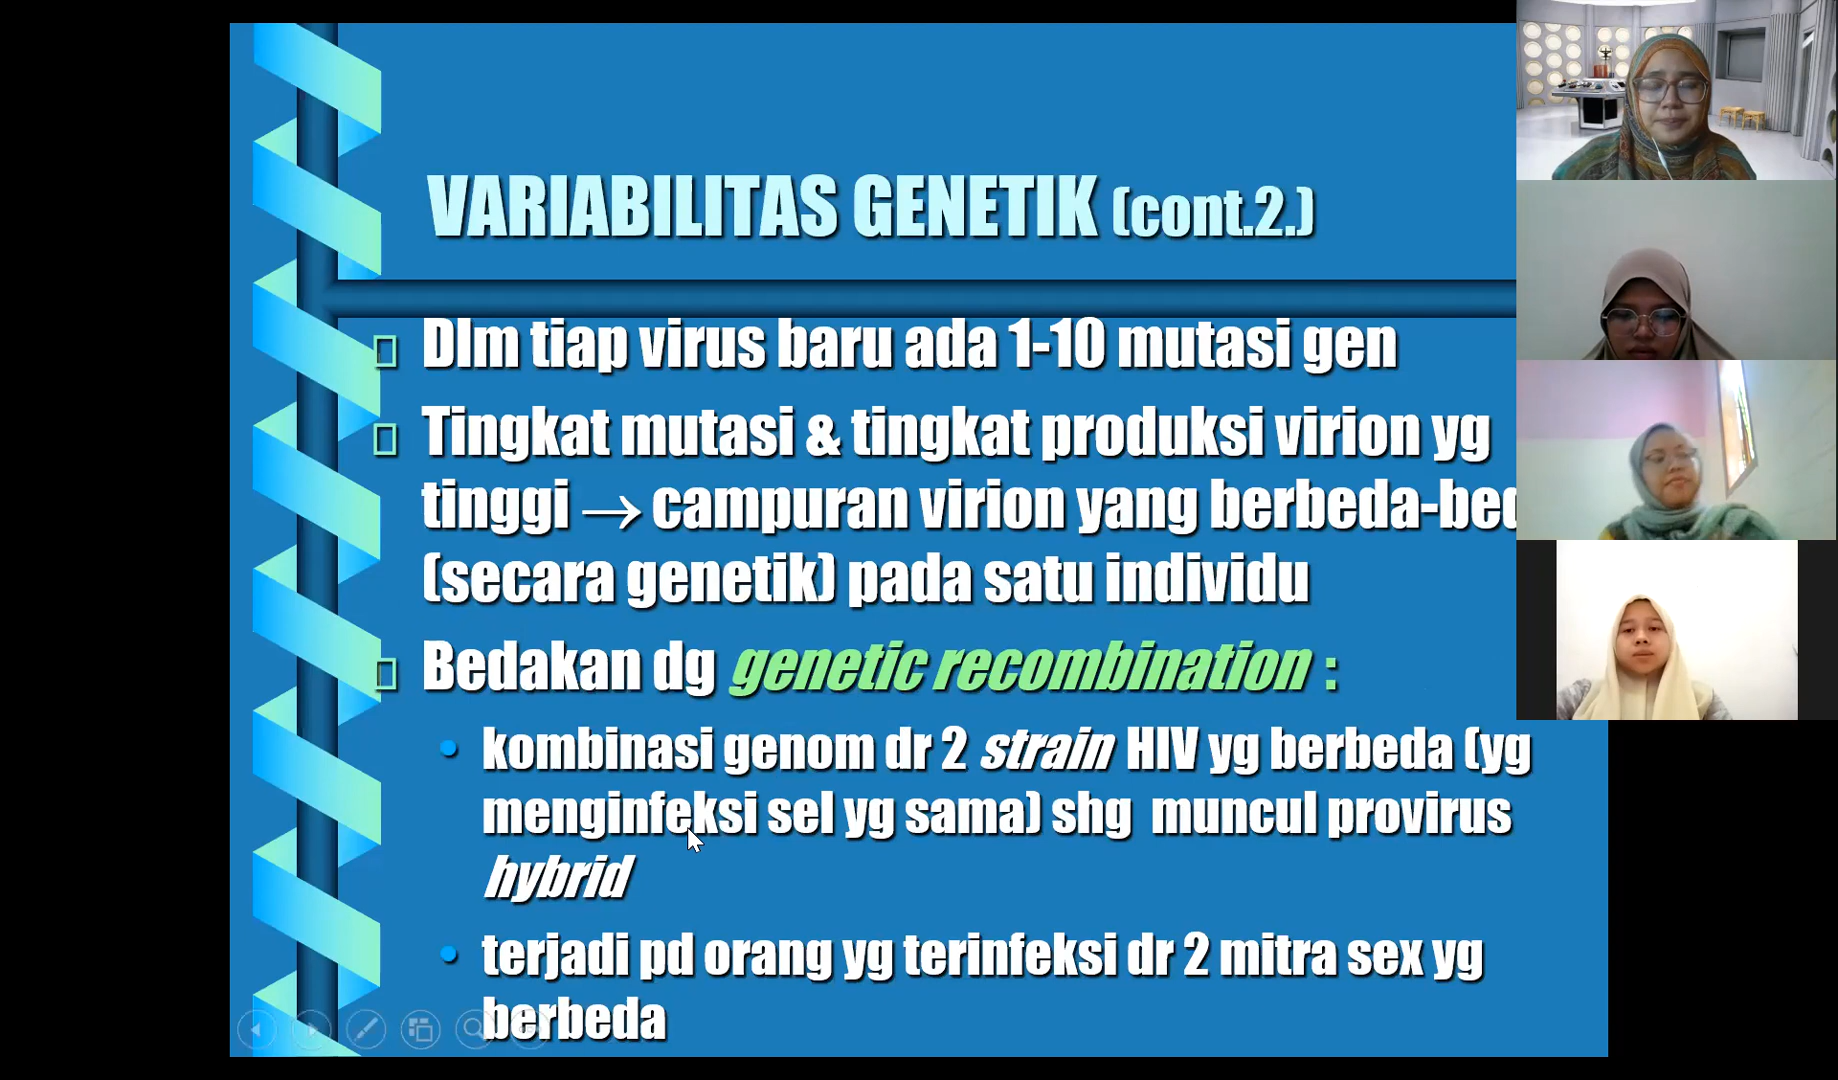 VARIABILITAS GENETIK (cont.2.)
Dlm tiap virus baru ada 1-10 mutasi gen
Tingkat mutasi & tingkat produksi virion yg
tinggi → campuran virion yang
(secara genetik) pada satu individu
Bedakan dg genetic recombination :
kombinasi genom dr 2 strain HIV yg berbeda (yg
menginfeksi sel yg sama) shg muncul provirus
hybrid
terjadi pd orang yg terinfeksi dr 2 mitra sex yg
berbeda